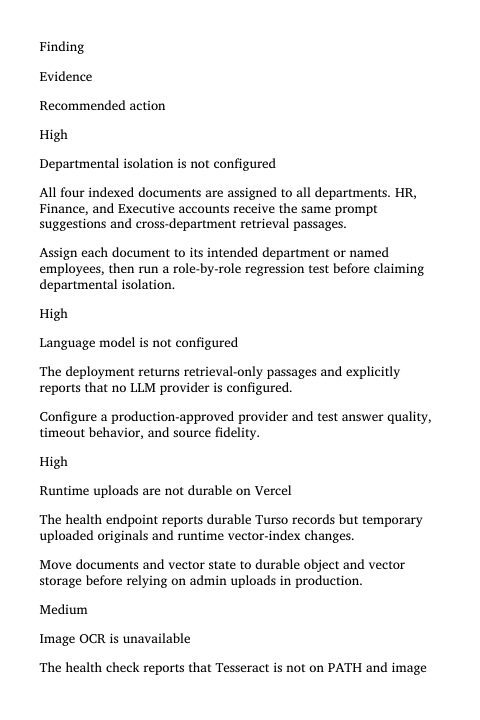 Finding
Evidence
Recommended action
High
Departmental isolation is not configured
All four indexed documents are assigned to all departments. HR,
Finance, and Executive accounts receive the same prompt
suggestions and cross-department retrieval passages.
Assign each document to its intended department or named
employees, then run a role-by-role regression test before claiming
departmental isolation.
High
Language model is not configured
The deployment returns retrieval-only passages and explicitly
reports that no LLM provider is configured.
Configure a production-approved provider and test answer quality,
timeout behavior, and source fidelity.
High
Runtime uploads are not durable on Vercel
The health endpoint reports durable Turso records but temporary
uploaded originals and runtime vector-index changes.
Move documents and vector state to durable object and vector
storage before relying on admin uploads in production.
Medium
Image OCR is unavailable
The health check reports that Tesseract is not on PATH and image